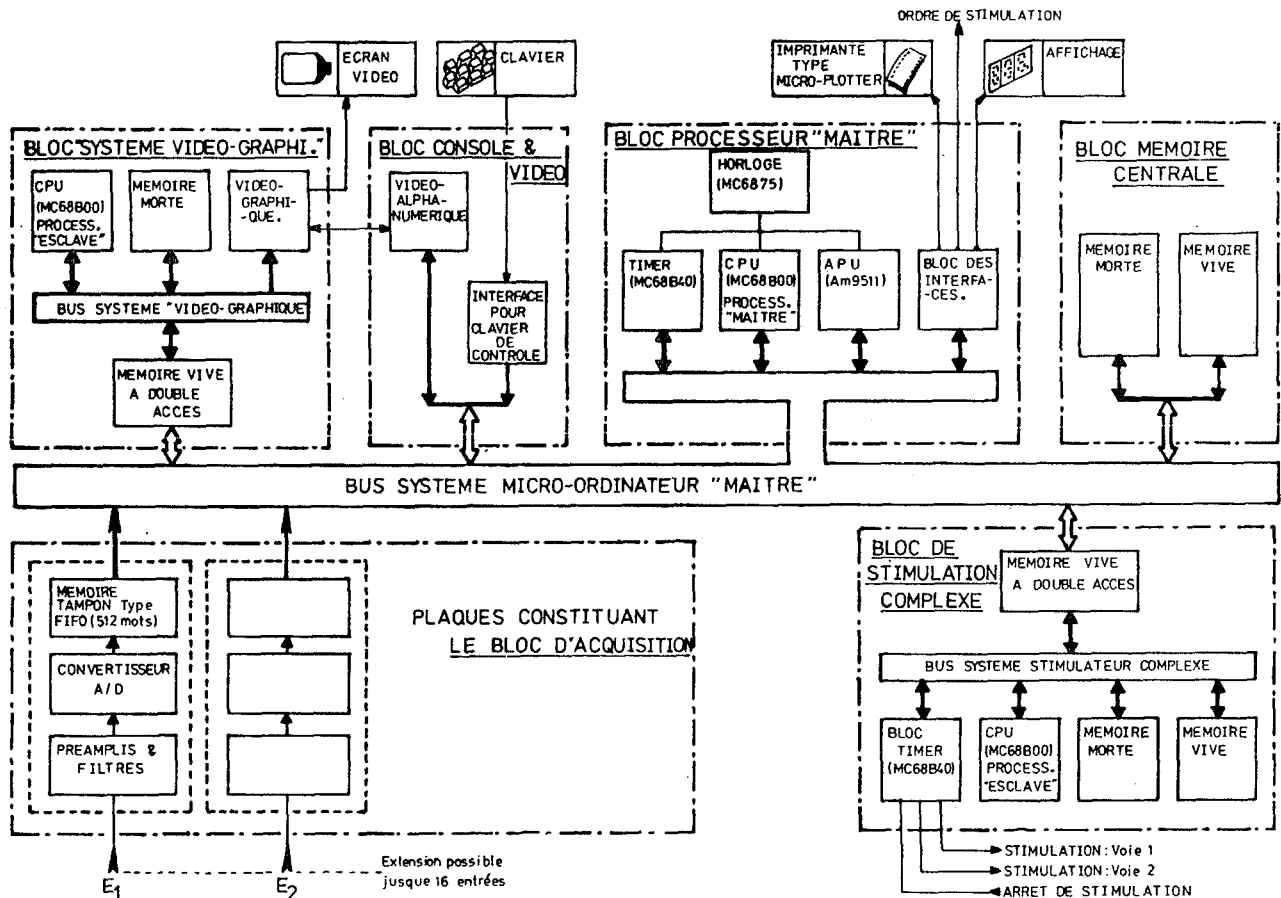 ORDRE DE STIMULATION
ECRAN
VIDEO
CLAVIER
IMPRIMANTE
TYPE
MICRO-PLOTTER
AFFICHAGE
BLOC "SYSTEME VIDEO-GRAPHI."
CPU
(MC68B00)
PROCESS.
"ESCLAVE"
MEMOIRE
MORTE
VIDEO-
GRAPHI-
-QUE.
BUS SYSTEME "VIDEO-GRAPHIQUE
MEMOIRE VIVE
A DOUBLE
ACCES
BLOC CONSOLE &
VIDEO
VIDEO-
ALPHA-
NUMERIQUE
INTERFACE
POUR
CLAVIER
DE
CONTROLE
BLOC PROCESSEUR "MAITRE"
HORLOGE
(MC6875)
TIMER
(MC68B40)
CPU
(MC68B00)
PROCESS.
"MAITRE"
APU
(Am9511)
BLOC DES
INTERFA-
-CES.
BLOC MEMOIRE
CENTRALE
MEMOIRE
MORTE
MEMOIRE
VIVE
BUS SYSTEME MICRO-ORDINATEUR "MAITRE"
MEMOIRE
TAMPON Type
FIFO (512 mots)
CONVERTISSEUR
A/D
PREAMPLIS &
FILTRES
PLAQUES CONSTITUANT
LE BLOC D'ACQUISITION
E1
E2
Extension possible
jusque 16 entrées
BLOC DE
STIMULATION
COMPLEXE
MEMOIRE VIVE
A DOUBLE ACCES
BUS SYSTEME STIMULATEUR COMPLEXE
BLOC
TIMER
(MC68B40)
CPU
(MC68B00)
PROCESS.
"ESCLAVE"
MEMOIRE
MORTE
MEMOIRE
VIVE
STIMULATION: Voie 1
STIMULATION: Voie 2
ARRET DE STIMULATION